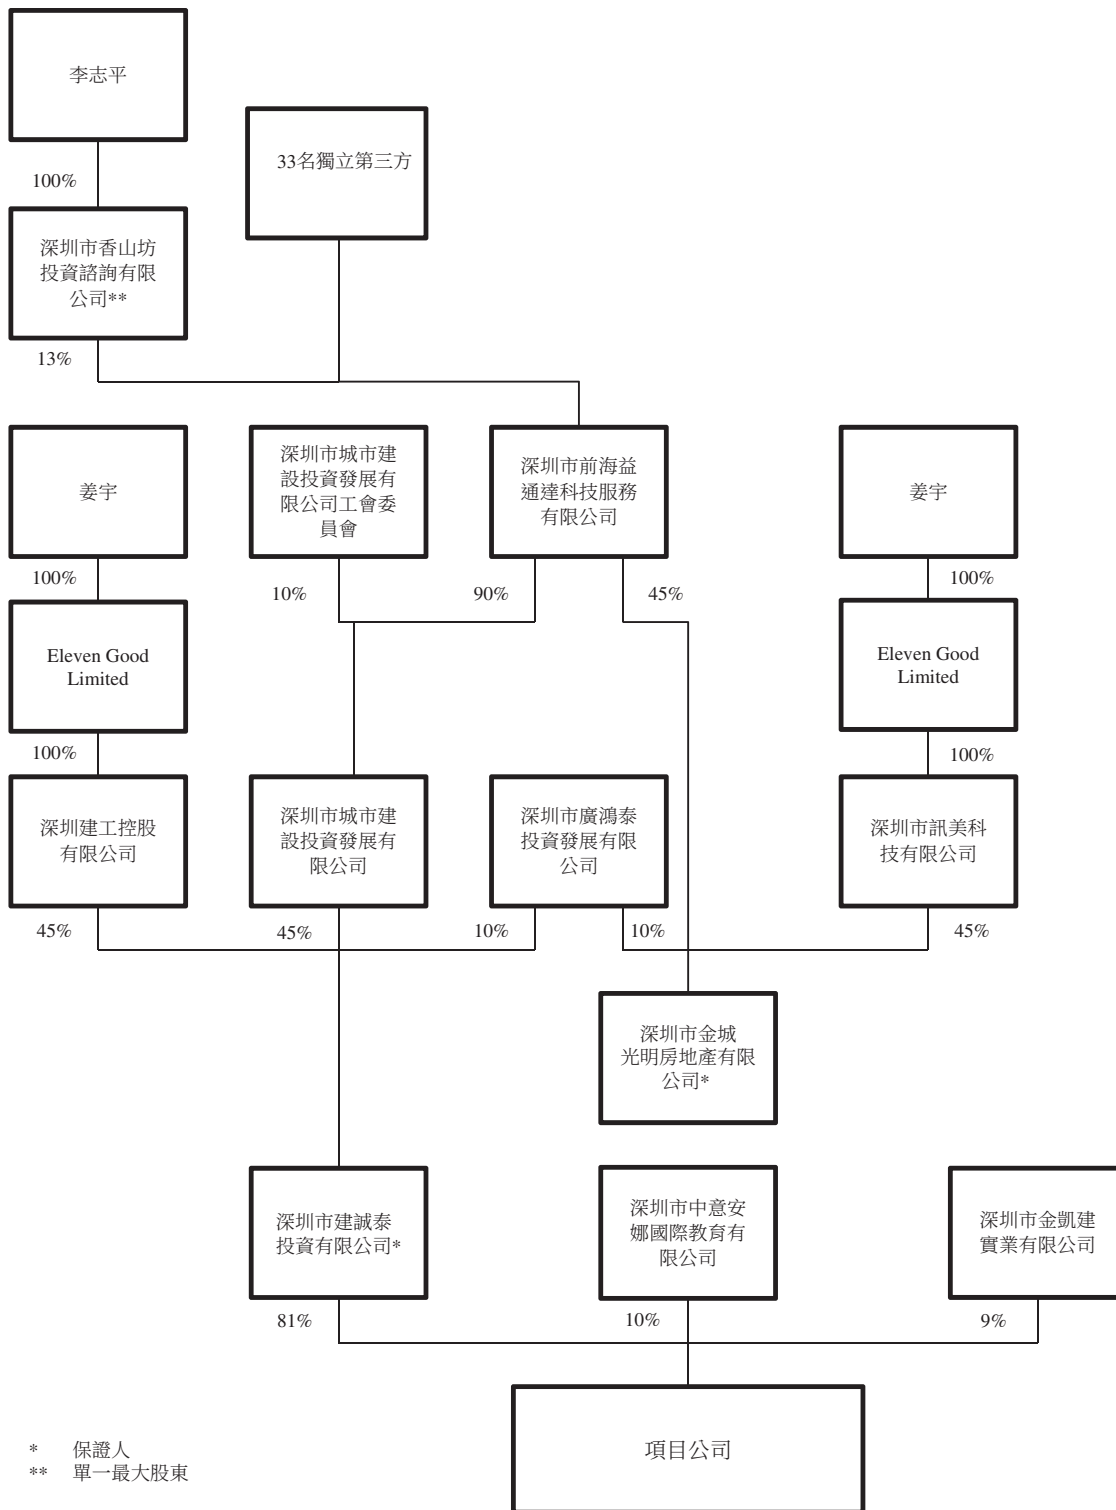 李志平
33名獨立第三方
100%
深圳市香山坊
投資諮詢有限
公司**
13%
姜宇
深圳市城市建
設投資發展有
限公司工會委
員會
深圳市前海益
通達科技服務
有限公司
姜宇
100%
10%
90%
45%
100%
Eleven Good
Limited
Eleven Good
Limited
100%
100%
深圳建工控股
有限公司
深圳市城市建
設投資發展有
限公司
深圳市廣鴻泰
投資發展有限
公司
深圳市訊美科
技有限公司
45%
45%
10%
10%
45%
深圳市金城
光明房地產有限
公司*
深圳市建誠泰
投資有限公司*
深圳市中意安
娜國際教育有
限公司
深圳市金凱建
實業有限公司
81%
10%
9%
項目公司
* 保證人
** 單一最大股東